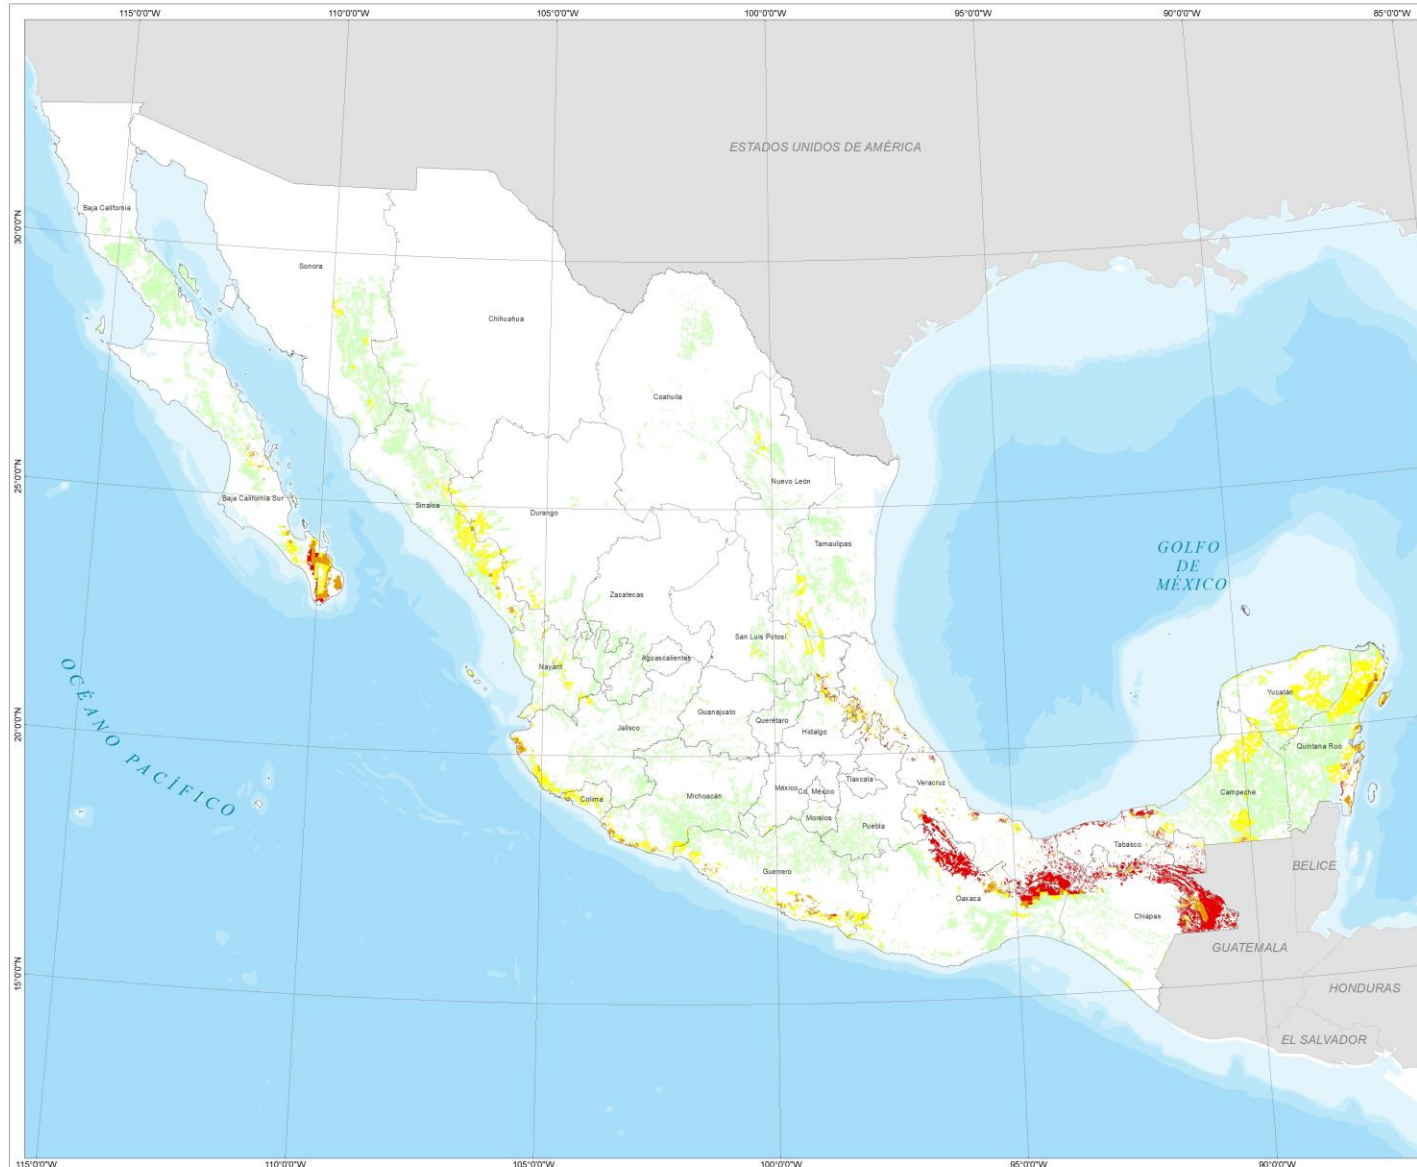 115°0'0"W
110°0'0"W
105°0'0"W
100°0'0"W
95°0'0"W
90°0'0"W
85°0'0"W
ESTADOS UNIDOS DE AMÉRICA
30°0'0"N
Baja California
Sonora
Chihuahua
Coahuila
25°0'0"N
Baja California Sur
Sinaloa
Durango
Nuevo León
Tamaulipas
GOLFO
DE
MÉXICO
Zacatecas
San Luis Potosí
Nayarit
Aguascalientes
OCÉANO PACÍFICO
20°0'0"N
Jalisco
Guanajuato
Querétaro
Hidalgo
Yucatán
Quintana Roo
Colima
Michoacán
México
Cd. México
Tlaxcala
Veracruz
Campeche
Morelos
Puebla
Tabasco
BELICE
Guerrero
Oaxaca
Chiapas
GUATEMALA
15°0'0"N
HONDURAS
EL SALVADOR
115°0'0"W
110°0'0"W
105°0'0"W
100°0'0"W
95°0'0"W
90°0'0"W